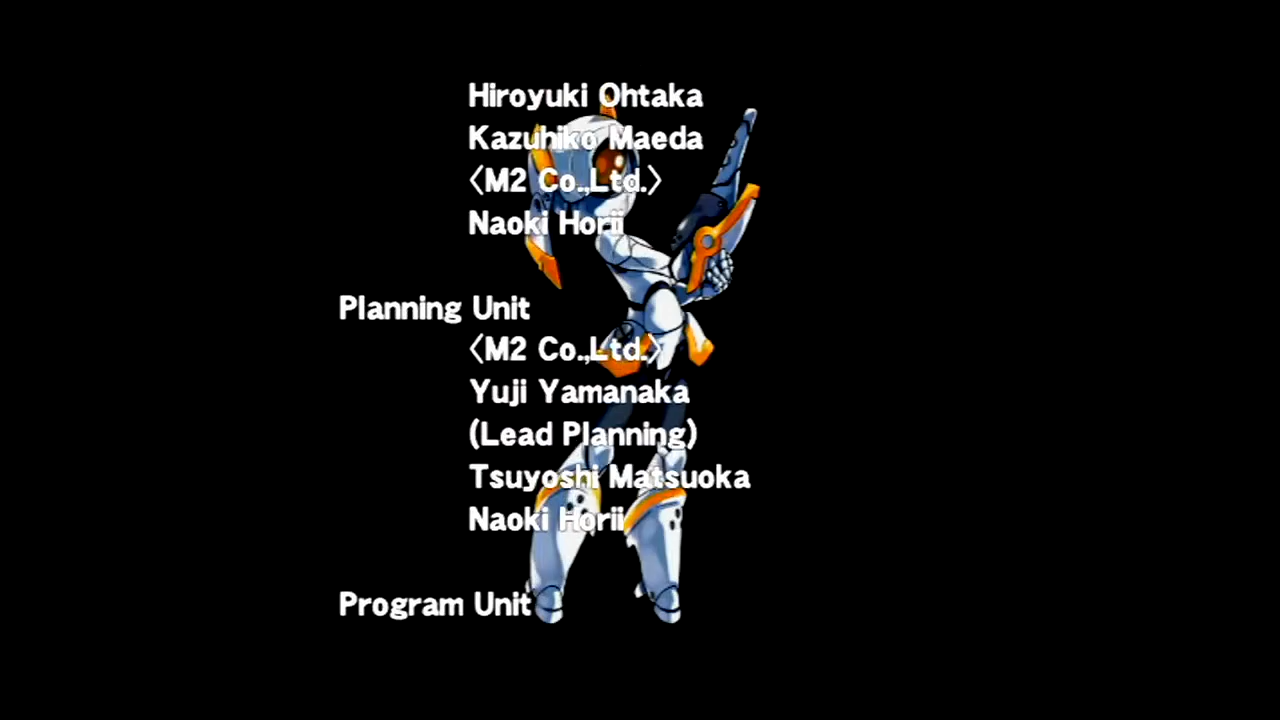 Hiroyuki Ohtaka
Kazuhiko Maeda
〈M2 Co.,Ltd.〉
Naoki Horii
Planning Unit
〈M2 Co.,Ltd.〉
Yuji Yamanaka
(Lead Planning)
Tsuyoshi Matsuoka
Naoki Horii
Program Unit